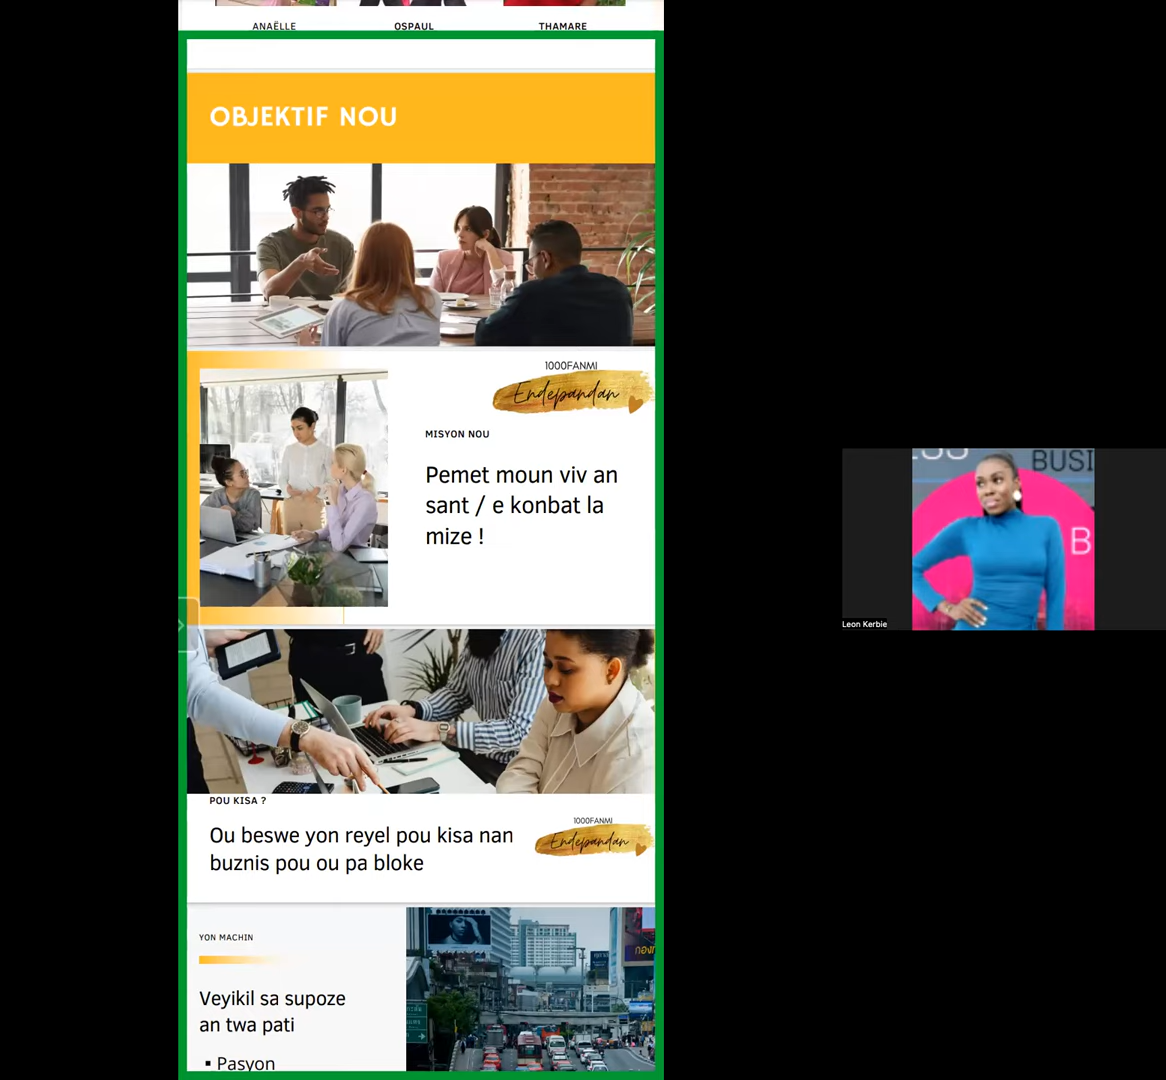 ANAËLLE
OSPAUL
THAMARE
OBJEKTIF NOU
1000FANMI
Endepandan
MISYON NOU
Pemet moun viv an
sant / e konbat la
mize !
POU KISA ?
Ou beswe yon reyel pou kisa nan
buznis pou ou pa bloke
1000FANMI
Endepandan
YON MACHIN
Veyikil sa supoze
an twa pati
▪ Pasyon
BUSI
B
Leon Kerbie